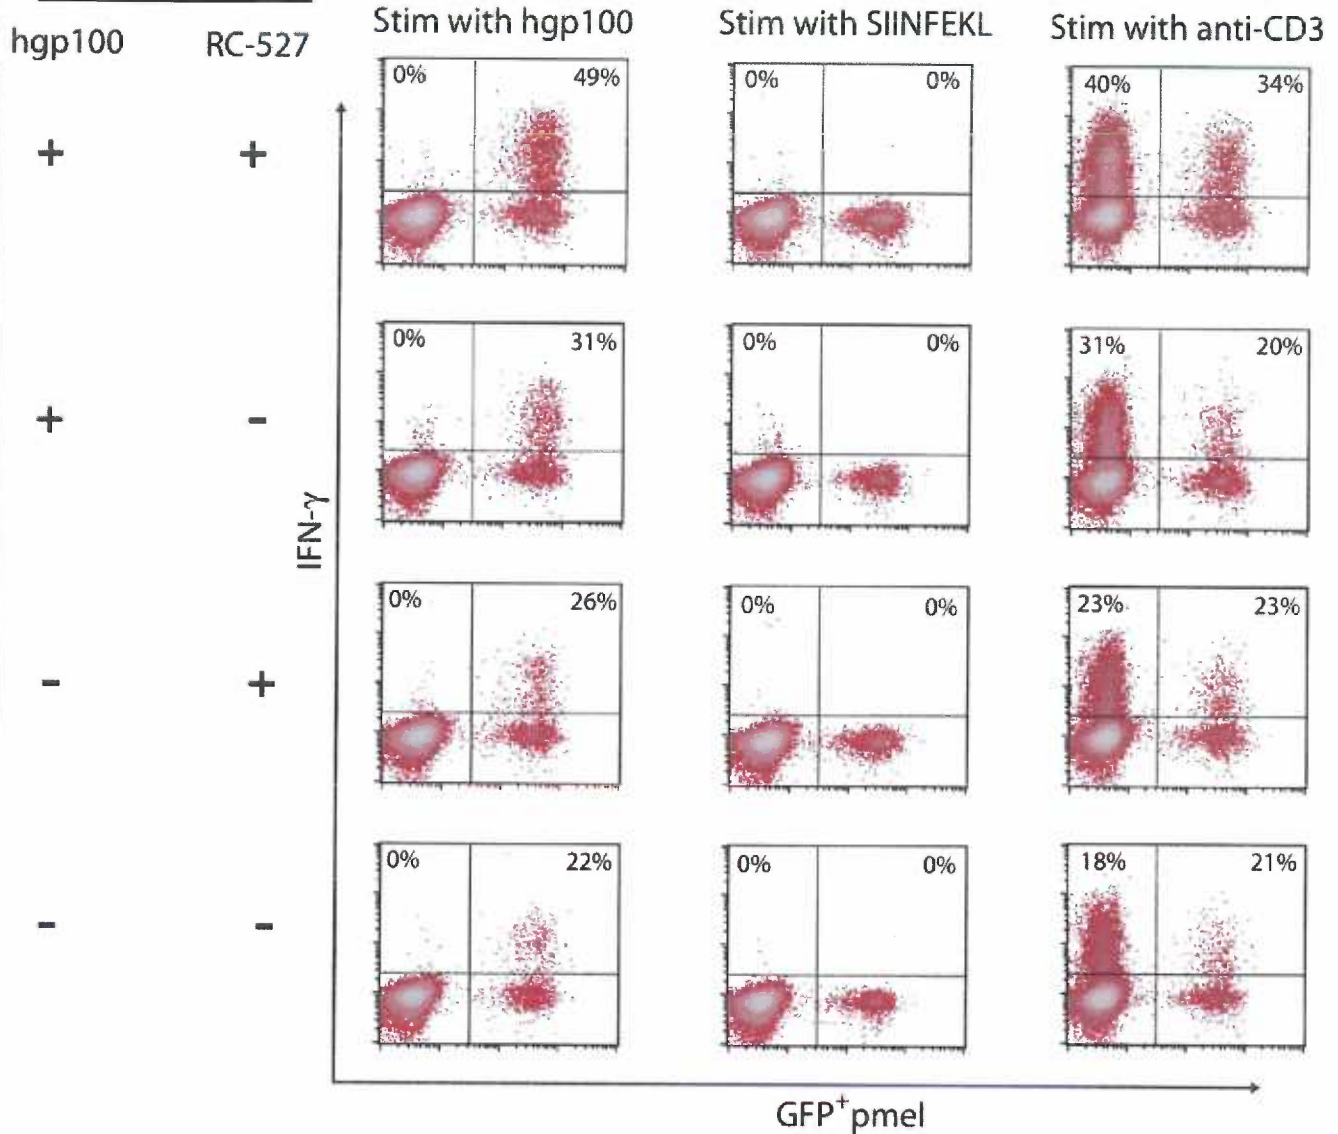 hgp100 RC-527 Stim with hgp100 Stim with SIINFEKL Stim with anti-CD3
0% 49% 0% 0% 40% 34%
+ +
0% 31% 0% 0% 31% 20%
+ -
IFN-γ
0% 26% 0% 0% 23% 23%
- +
0% 22% 0% 0% 18% 21%
- -
GFP+pmel